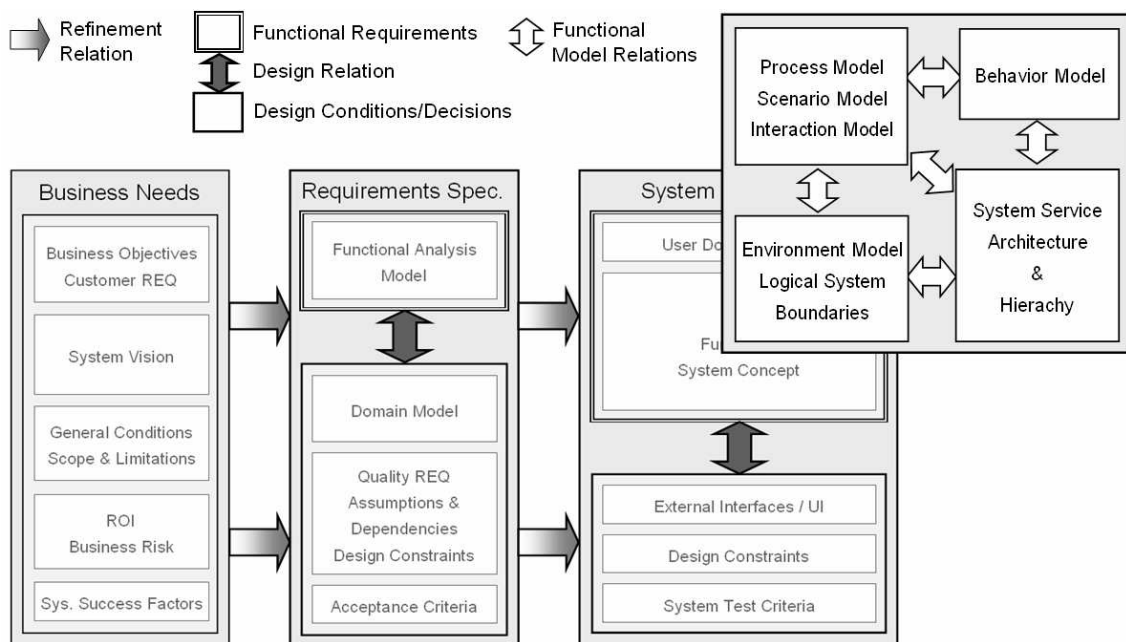 Refinement
Relation
Functional Requirements
Design Relation
Design Conditions/Decisions
Functional
Model Relations
Process Model
Scenario Model
Interaction Model
Behavior Model
Environment Model
Logical System
Boundaries
System Service
Architecture
&
Hierachy
Business Needs
Business Objectives
Customer REQ
System Vision
General Conditions
Scope & Limitations
ROI
Business Risk
Sys. Success Factors
Requirements Spec.
Functional Analysis
Model
Domain Model
Quality REQ
Assumptions &
Dependencies
Design Constraints
Acceptance Criteria
System
User
System Concept
External Interfaces / UI
Design Constraints
System Test Criteria